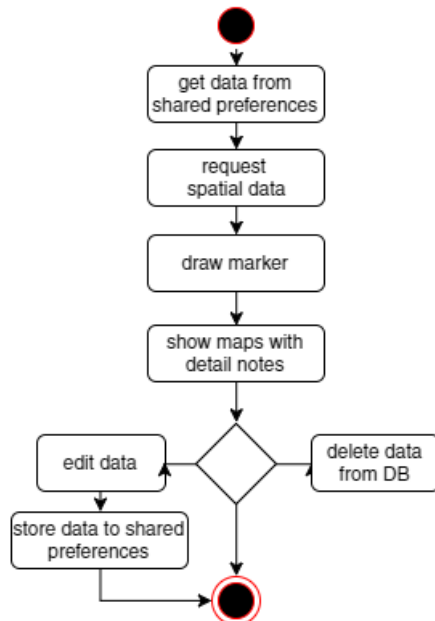 get data from
shared preferences
request
spatial data
draw marker
show maps with
detail notes
edit data
delete data
from DB
store data to shared
preferences